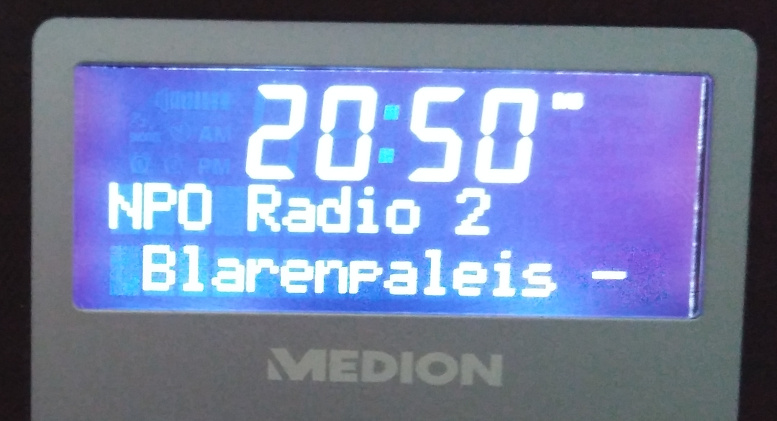 20:50
NPO Radio 2
Blarenpaleis -
MEDION